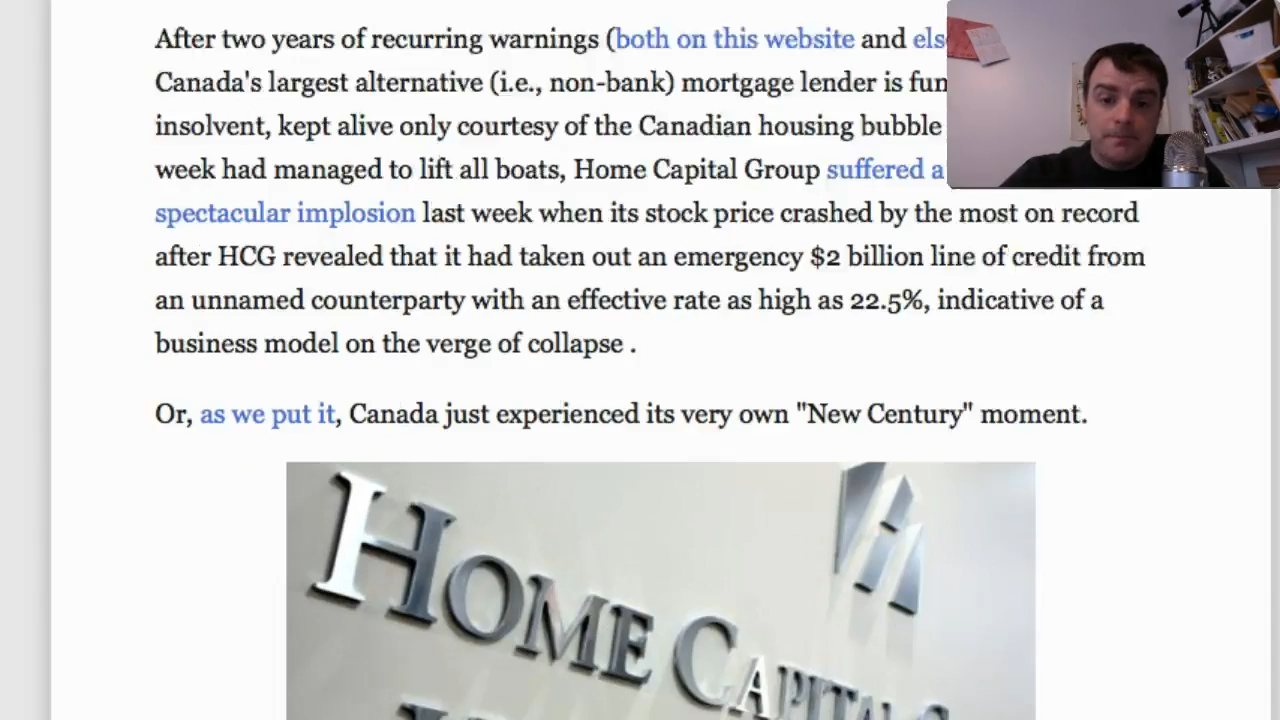 After two years of recurring warnings (both on this website and
Canada's largest alternative (i.e., non-bank) mortgage lender is
insolvent, kept alive only courtesy of the Canadian housing bubble
week had managed to lift all boats, Home Capital Group suffered a
spectacular implosion last week when its stock price crashed by the most on record
after HCG revealed that it had taken out an emergency $2 billion line of credit from
an unnamed counterparty with an effective rate as high as 22.5%, indicative of a
business model on the verge of collapse .
Or, as we put it, Canada just experienced its very own "New Century" moment.
HOME CAPITAL